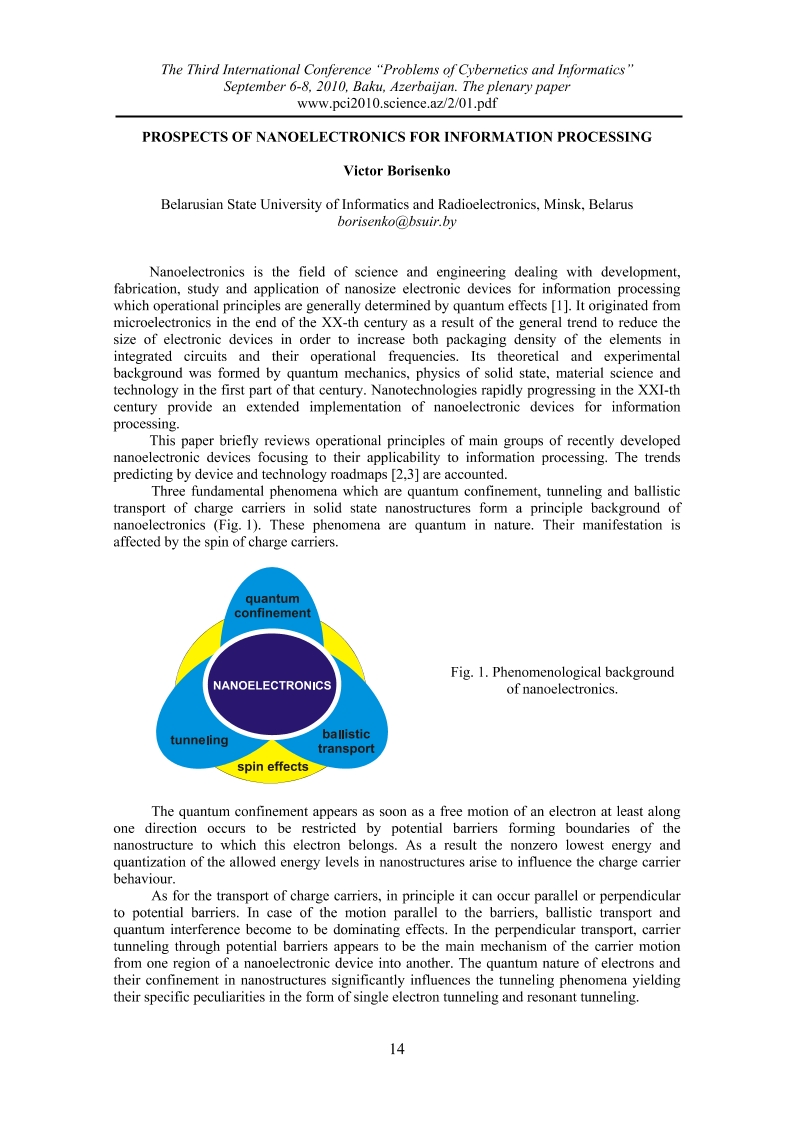 The Third International Conference “Problems of Cybernetics and Informatics”
September 6-8, 2010, Baku, Azerbaijan. The plenary paper
www.pci2010.science.az/2/01.pdf
PROSPECTS OF NANOELECTRONICS FOR INFORMATION PROCESSING
Victor Borisenko
Belarusian State University of Informatics and Radioelectronics, Minsk, Belarus
borisenko@bsuir.by
Nanoelectronics is the field of science and engineering dealing with development,
fabrication, study and application of nanosize electronic devices for information processing
which operational principles are generally determined by quantum effects [1]. It originated from
microelectronics in the end of the XX-th century as a result of the general trend to reduce the
size of electronic devices in order to increase both packaging density of the elements in
integrated circuits and their operational frequencies. Its theoretical and experimental
background was formed by quantum mechanics, physics of solid state, material science and
technology in the first part of that century. Nanotechnologies rapidly progressing in the XXI-th
century provide an extended implementation of nanoelectronic devices for information
processing.
This paper briefly reviews operational principles of main groups of recently developed
nanoelectronic devices focusing to their applicability to information processing. The trends
predicting by device and technology roadmaps [2,3] are accounted.
Three fundamental phenomena which are quantum confinement, tunneling and ballistic
transport of charge carriers in solid state nanostructures form a principle background of
nanoelectronics (Fig. 1). These phenomena are quantum in nature. Their manifestation is
affected by the spin of charge carriers.
quantum
confinement
NANOELECTRONICS
tunneling
ballistic
transport
spin effects
Fig. 1. Phenomenological background
of nanoelectronics.
The quantum confinement appears as soon as a free motion of an electron at least along
one direction occurs to be restricted by potential barriers forming boundaries of the
nanostructure to which this electron belongs. As a result the nonzero lowest energy and
quantization of the allowed energy levels in nanostructures arise to influence the charge carrier
behaviour.
As for the transport of charge carriers, in principle it can occur parallel or perpendicular
to potential barriers. In case of the motion parallel to the barriers, ballistic transport and
quantum interference become to be dominating effects. In the perpendicular transport, carrier
tunneling through potential barriers appears to be the main mechanism of the carrier motion
from one region of a nanoelectronic device into another. The quantum nature of electrons and
their confinement in nanostructures significantly influences the tunneling phenomena yielding
their specific peculiarities in the form of single electron tunneling and resonant tunneling.
14